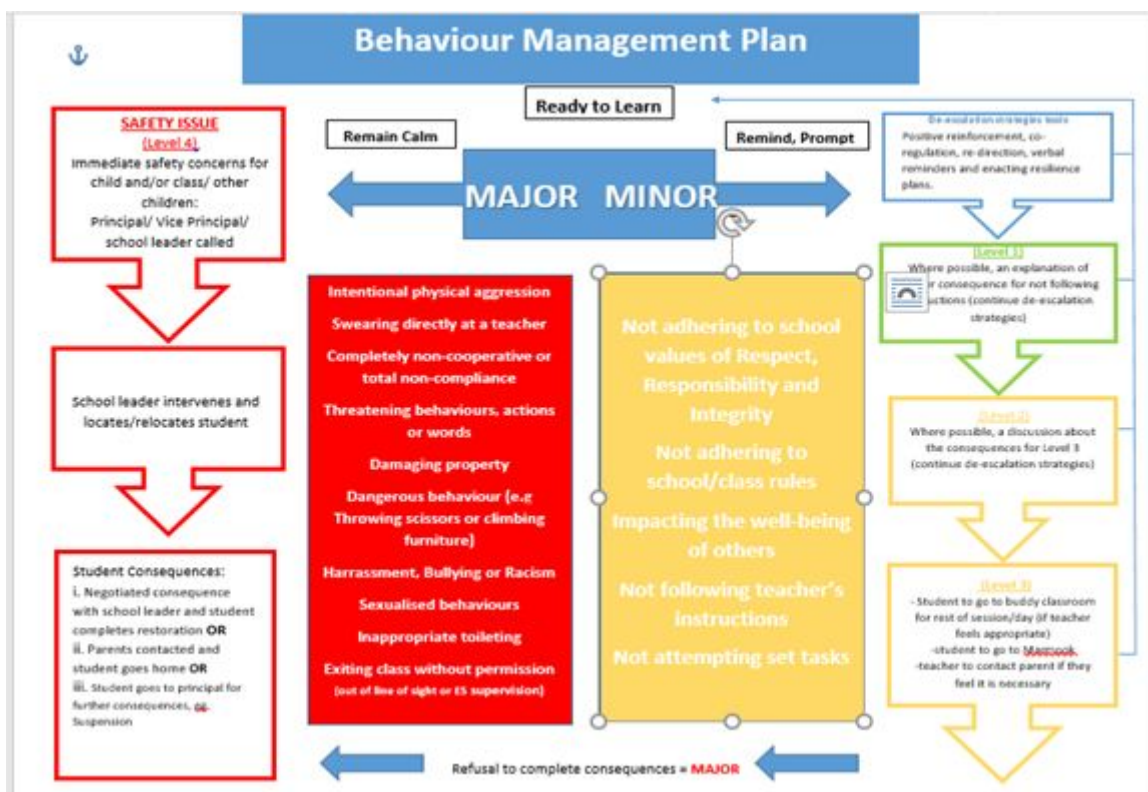 Behaviour Management Plan
Ready to Learn
Remain Calm
Remind, Prompt
MAJOR MINOR
SAFETY ISSUE
(Level 4)
Immediate safety concerns for
child and/or class/ other
children:
Principal/ Vice Principal/
school leader called
School leader intervenes and
locates/relocates student
Student Consequences:
i. Negotiated consequence
with school leader and student
completes restoration OR
ii. Parents contacted and
student goes home OR
iii. Student goes to principal for
further consequences, eg.
Suspension
Intentional physical aggression
Swearing directly at a teacher
Completely non-cooperative or
total non-compliance
Threatening behaviours, actions
or words
Damaging property
Dangerous behaviour (e.g
Throwing scissors or climbing
furniture)
Harrassment, Bullying or Racism
Sexualised behaviours
Inappropriate toileting
Exiting class without permission
(out of line of sight or ES supervision)
Not adhering to school
values of Respect,
Responsibility and
Integrity
Not adhering to
school/class rules
Impacting the well-being
of others
Not following teacher's
instructions
Not attempting set tasks
De-escalation strategies
Positive reinforcement, co-
regulation, re-direction, verbal
reminders and enacting resilience
plans.
(Level 1)
Where possible, an explanation of
consequence for not following
(continue de-escalation
strategies)
(Level 2)
Where possible, a discussion about
the consequences for Level 3
(continue de-escalation strategies)
(Level 3)
- Student to go to buddy classroom
for rest of session/day (if teacher
feels appropriate)
-student to go to
-teacher to contact parent if they
feel it is necessary
Refusal to complete consequences = MAJOR